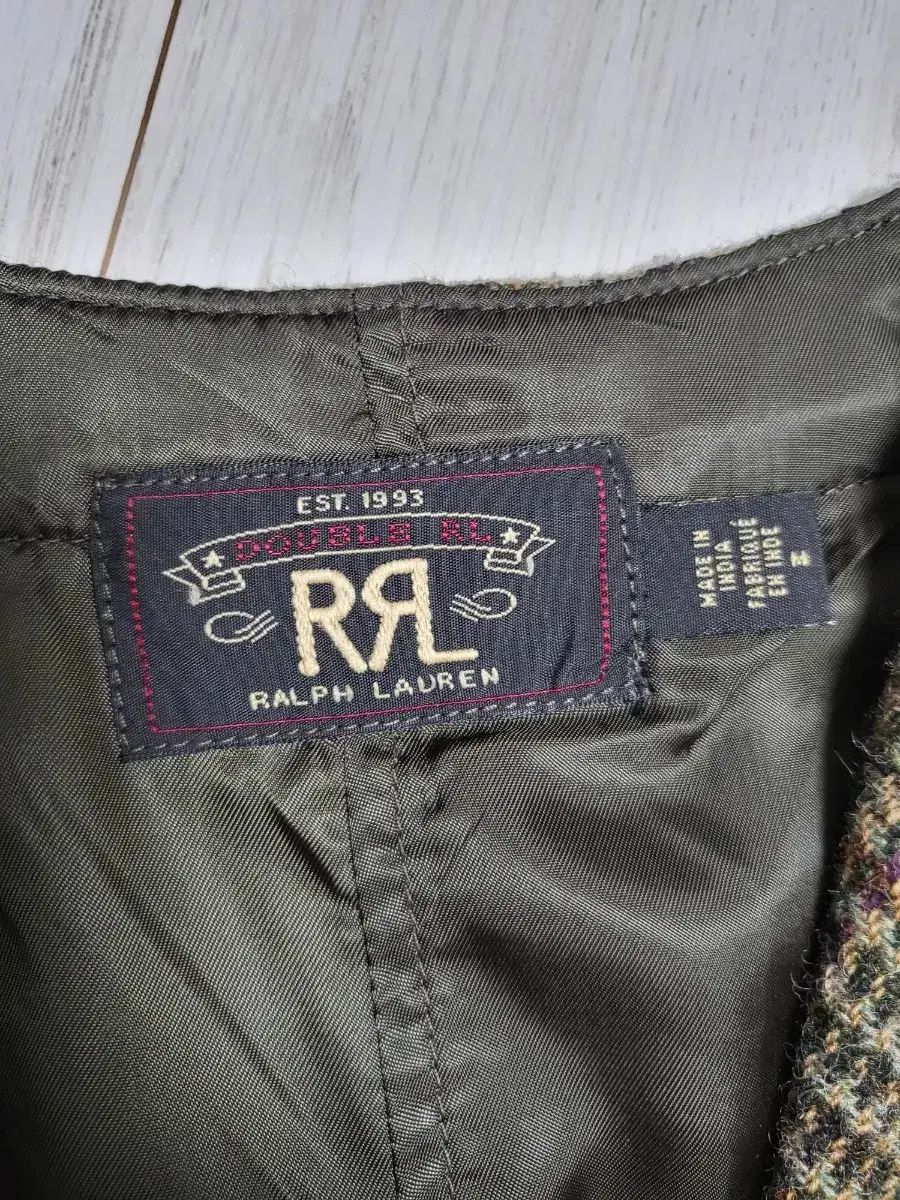 EST. 1993
DOUBLE RL
RRL
RALPH LAUREN
MADE IN
INDIA
FABRIQUÉ
EN INDE